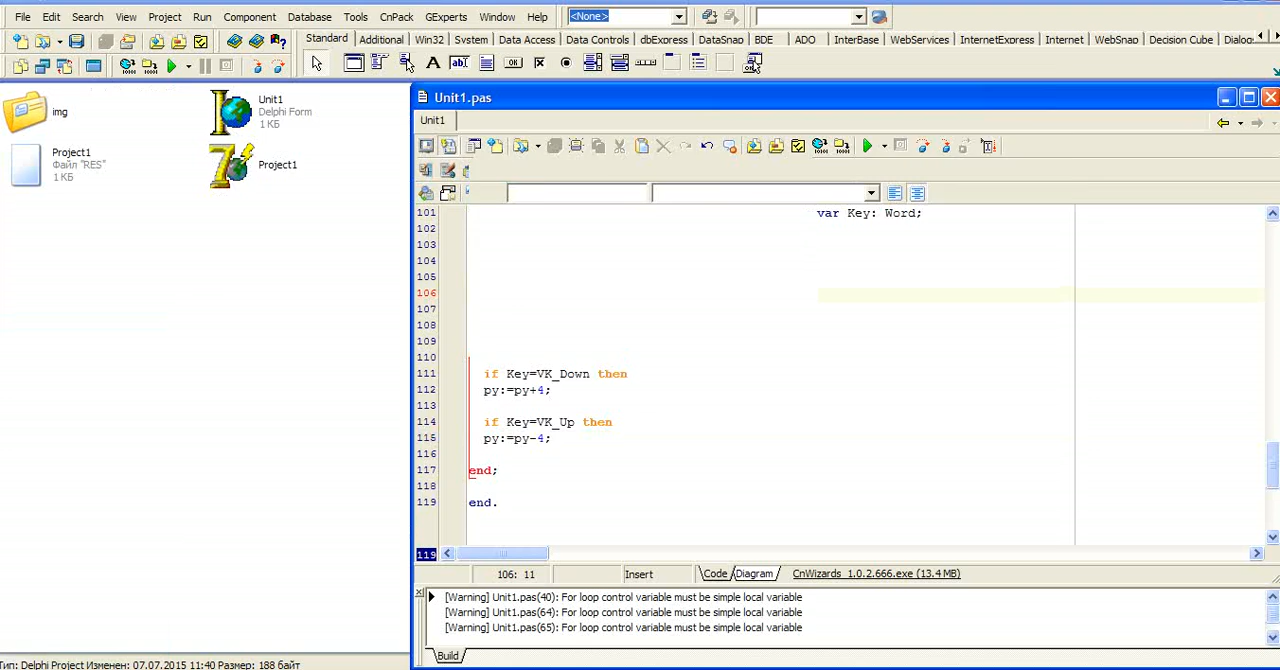 File Edit Search View Project Run Component Database Tools CnPack GExperts Window Help <None>
Standard Additional Win32 System Data Access Data Controls dbExpress DataSnap BDE ADO InterBase WebServices InternetExpress Internet WebSnap Decision Cube Dialo
img
Unit1
Delphi Form
1 КБ
Project1
Файл "RES"
1 КБ
Project1
Unit1.pas
Unit1
101 var Key: Word;
102
103
104
105
106
107
108
109
110
111 if Key=VK_Down then
112 py:=py+4;
113
114 if Key=VK_Up then
115 py:=py-4;
116
117 end;
118
119 end.
119
106: 11 Insert Code Diagram CnWizards_1.0.2.666.exe (13.4 MB)
[Warning] Unit1.pas(40): For loop control variable must be simple local variable
[Warning] Unit1.pas(64): For loop control variable must be simple local variable
[Warning] Unit1.pas(65): For loop control variable must be simple local variable
Build
Тип: Delphi Project Изменен: 07.07.2015 11:40 Размер: 188 байт